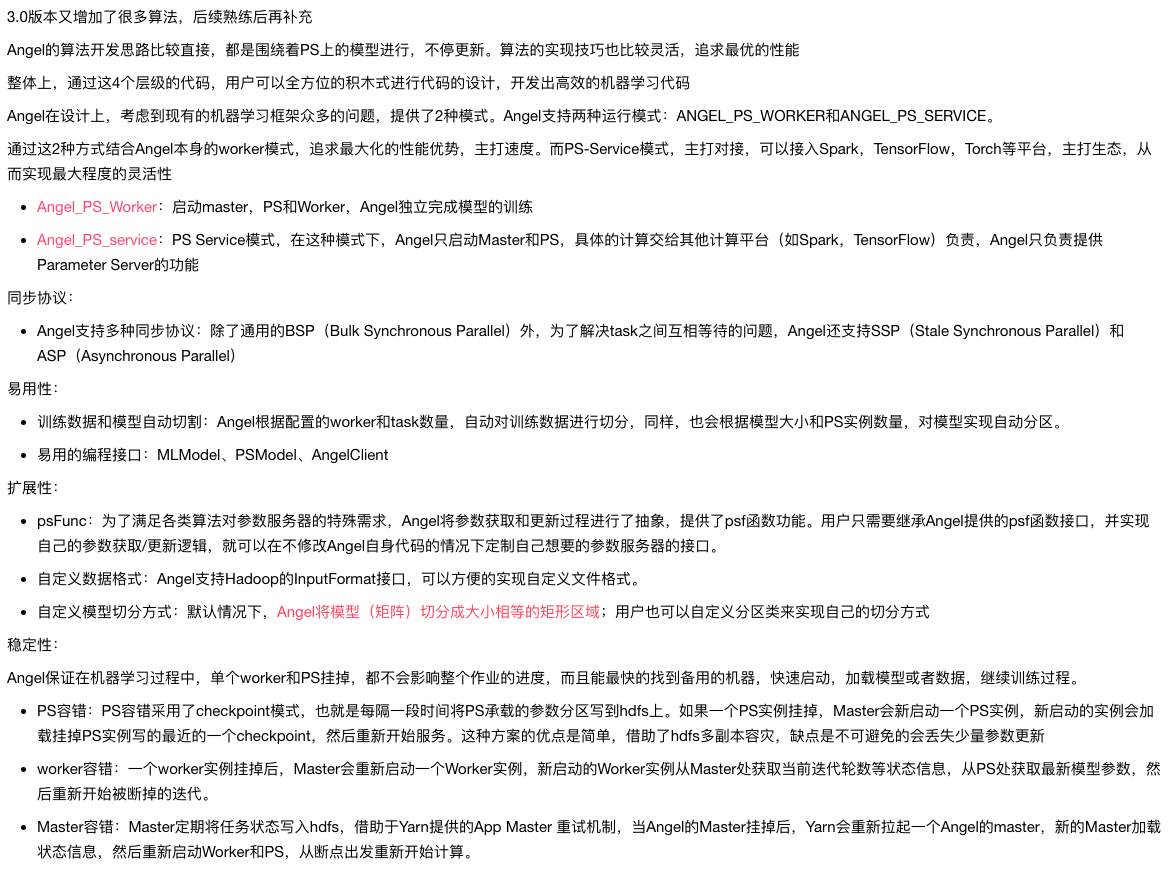 3.0版本又增加了很多算法，后续熟练后再补充
Angel的算法开发思路比较直接，都是围绕着PS上的模型进行，不停更新。算法的实现技巧也比较灵活，追求最优的性能
整体上，通过这4个层级的代码，用户可以全方位的积木式进行代码的设计，开发出高效的机器学习代码
Angel在设计上，考虑到现有的机器学习框架众多的问题，提供了2种模式。Angel支持两种运行模式：ANGEL_PS_WORKER和ANGEL_PS_SERVICE。
通过这2种方式结合Angel本身的worker模式，追求最大化的性能优势，主打速度。而PS-Service模式，主打对接，可以接入Spark，TensorFlow，Torch等平台，主打生态，从
而实现最大程度的灵活性
• Angel_PS_Worker：启动master，PS和Worker，Angel独立完成模型的训练
• Angel_PS_service：PS Service模式，在这种模式下，Angel只启动Master和PS，具体的计算交给其他计算平台（如Spark，TensorFlow）负责，Angel只负责提供
Parameter Server的功能
同步协议：
• Angel支持多种同步协议：除了通用的BSP（Bulk Synchronous Parallel）外，为了解决task之间互相等待的问题，Angel还支持SSP（Stale Synchronous Parallel）和
ASP（Asynchronous Parallel）
易用性：
• 训练数据和模型自动切割：Angel根据配置的worker和task数量，自动对训练数据进行切分，同样，也会根据模型大小和PS实例数量，对模型实现自动分区。
• 易用的编程接口：MLModel、PSModel、AngelClient
扩展性：
• psFunc：为了满足各类算法对参数服务器的特殊需求，Angel将参数获取和更新过程进行了抽象，提供了psf函数功能。用户只需要继承Angel提供的psf函数接口，并实现
自己的参数获取/更新逻辑，就可以在不修改Angel自身代码的情况下定制自己想要的参数服务器的接口。
• 自定义数据格式：Angel支持Hadoop的InputFormat接口，可以方便的实现自定义文件格式。
• 自定义模型切分方式：默认情况下，Angel将模型（矩阵）切分成大小相等的矩形区域；用户也可以自定义分区类来实现自己的切分方式
稳定性：
Angel保证在机器学习过程中，单个worker和PS挂掉，都不会影响整个作业的进度，而且能最快的找到备用的机器，快速启动，加载模型或者数据，继续训练过程。
• PS容错：PS容错采用了checkpoint模式，也就是每隔一段时间将PS承载的参数分区写到hdfs上。如果一个PS实例挂掉，Master会新启动一个PS实例，新启动的实例会加
载挂掉PS实例写的最近的一个checkpoint，然后重新开始服务。这种方案的优点是简单，借助了hdfs多副本容灾，缺点是不可避免的会丢失少量参数更新
• worker容错：一个worker实例挂掉后，Master会重新启动一个Worker实例，新启动的Worker实例从Master处获取当前迭代轮数等状态信息，从PS处获取最新模型参数，然
后重新开始被断掉的迭代。
• Master容错：Master定期将任务状态写入hdfs，借助于Yarn提供的App Master 重试机制，当Angel的Master挂掉后，Yarn会重新拉起一个Angel的master，新的Master加载
状态信息，然后重新启动Worker和PS，从断点出发重新开始计算。